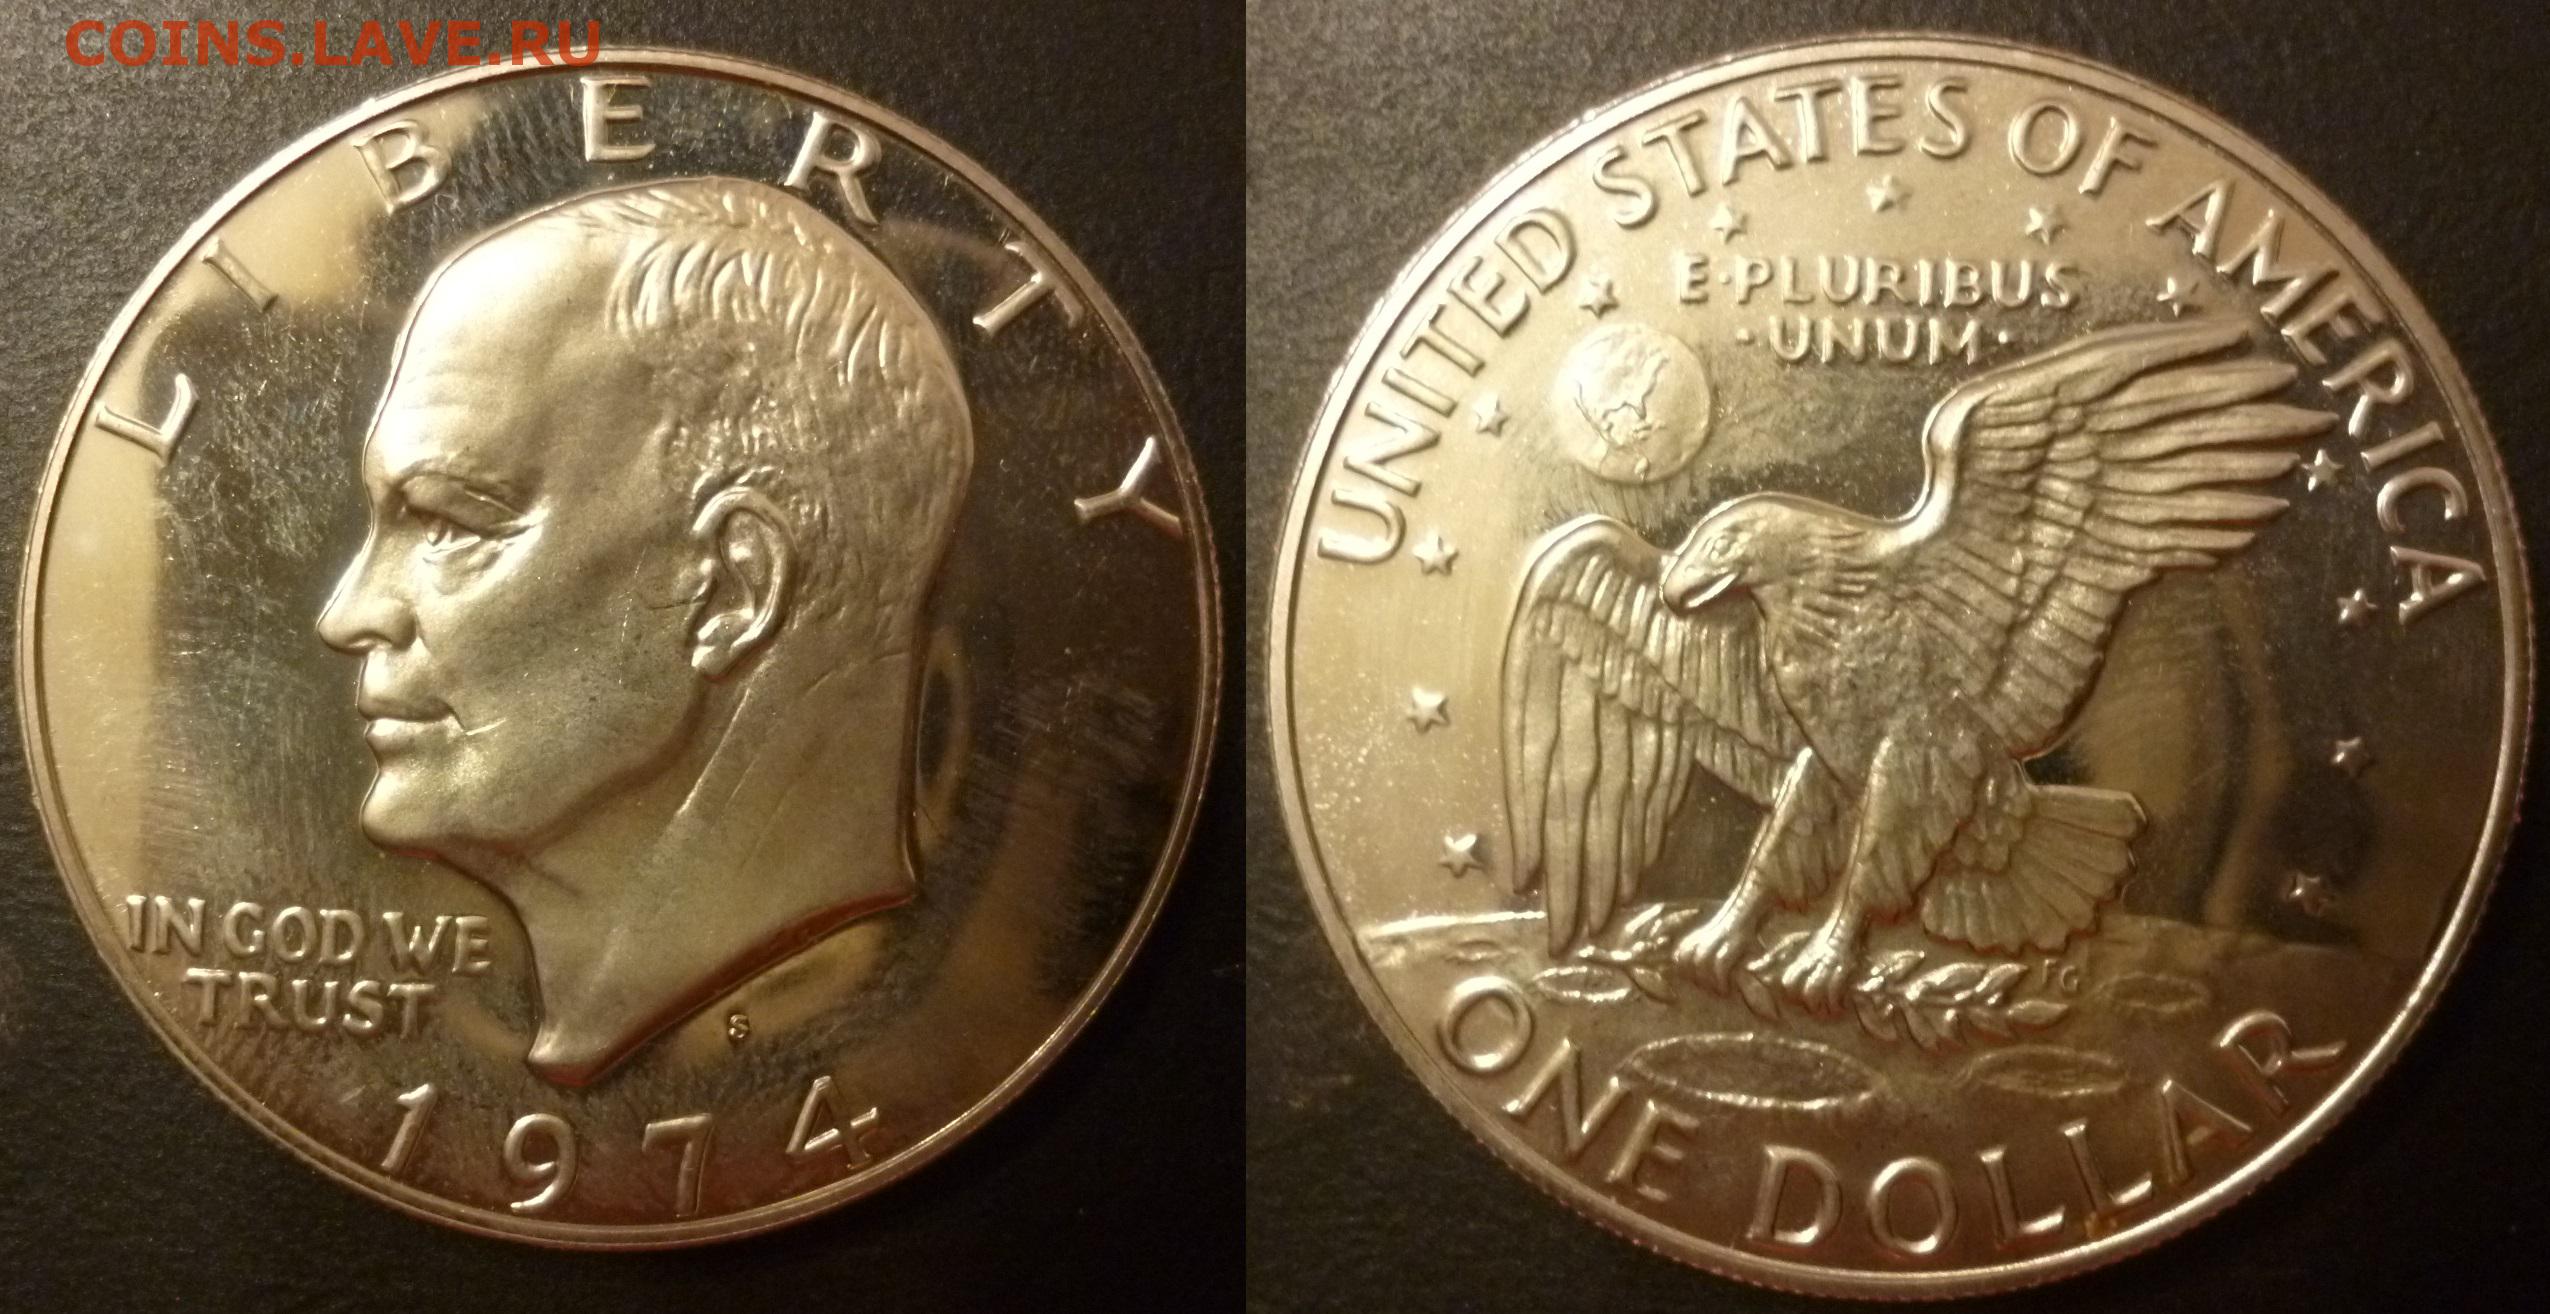 COINS.LAVE.RU
LIBERTY
IN GOD WE
TRUST
S
1974
UNITED STATES OF AMERICA
E·PLURIBUS
·UNUM·
FG
ONE DOLLAR